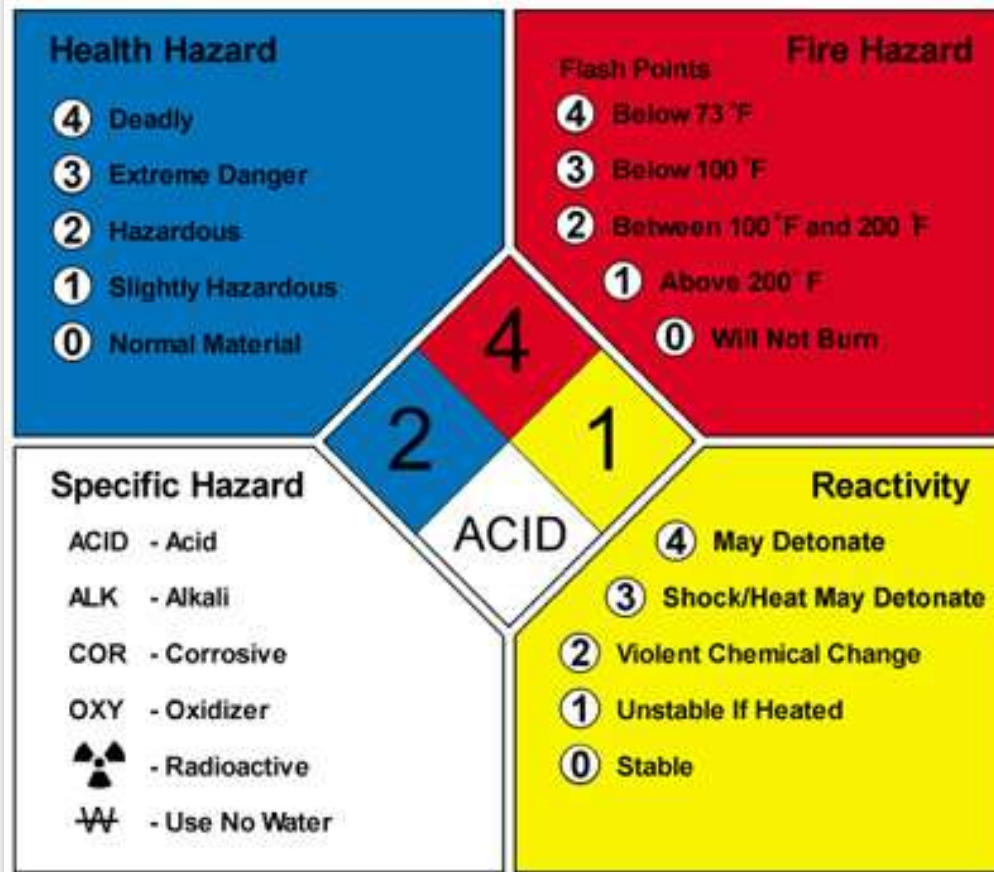 Health Hazard
4 Deadly
3 Extreme Danger
2 Hazardous
1 Slightly Hazardous
0 Normal Material
Fire Hazard
Flash Points
4 Below 73 °F
3 Below 100 °F
2 Between 100 °F and 200 °F
1 Above 200° F
0 Will Not Burn
4
2
1
ACID
Specific Hazard
ACID - Acid
ALK - Alkali
COR - Corrosive
OXY - Oxidizer
- Radioactive
W - Use No Water
Reactivity
4 May Detonate
3 Shock/Heat May Detonate
2 Violent Chemical Change
1 Unstable If Heated
0 Stable